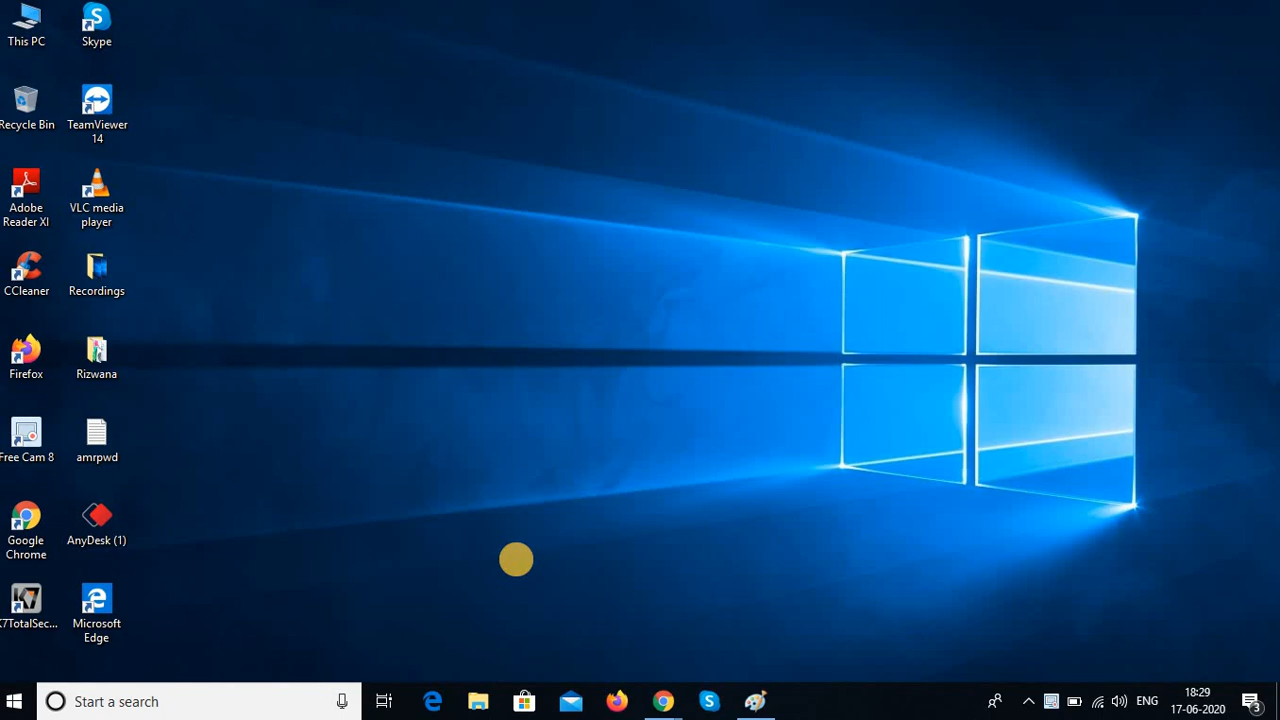 This PC
Skype
Recycle Bin
TeamViewer
14
Adobe
Reader XI
VLC media
player
CCleaner
Recordings
Firefox
Rizwana
Free Cam 8
amrpwd
Google
Chrome
AnyDesk (1)
K7TotalSec...
Microsoft
Edge
Start a search
ENG
18:29
17-06-2020
3